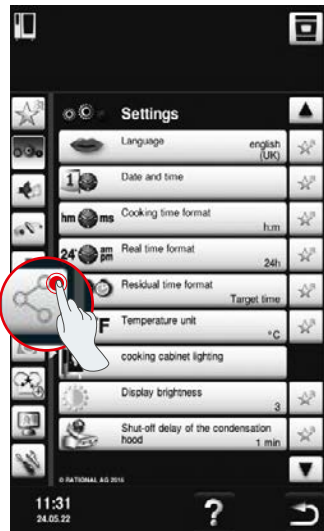 Settings
Language
english
(UK)
1
Date and time
hm ms
Cooking time format
h:m
24 am
pm
Real time format
24h
Residual time format
Target time
F
Temperature unit
°C
cooking cabinet lighting
Display brightness
3
Shut-off delay of the condensation
hood
1 min
© RATIONAL AG 2016
11:31
24.05.22
?